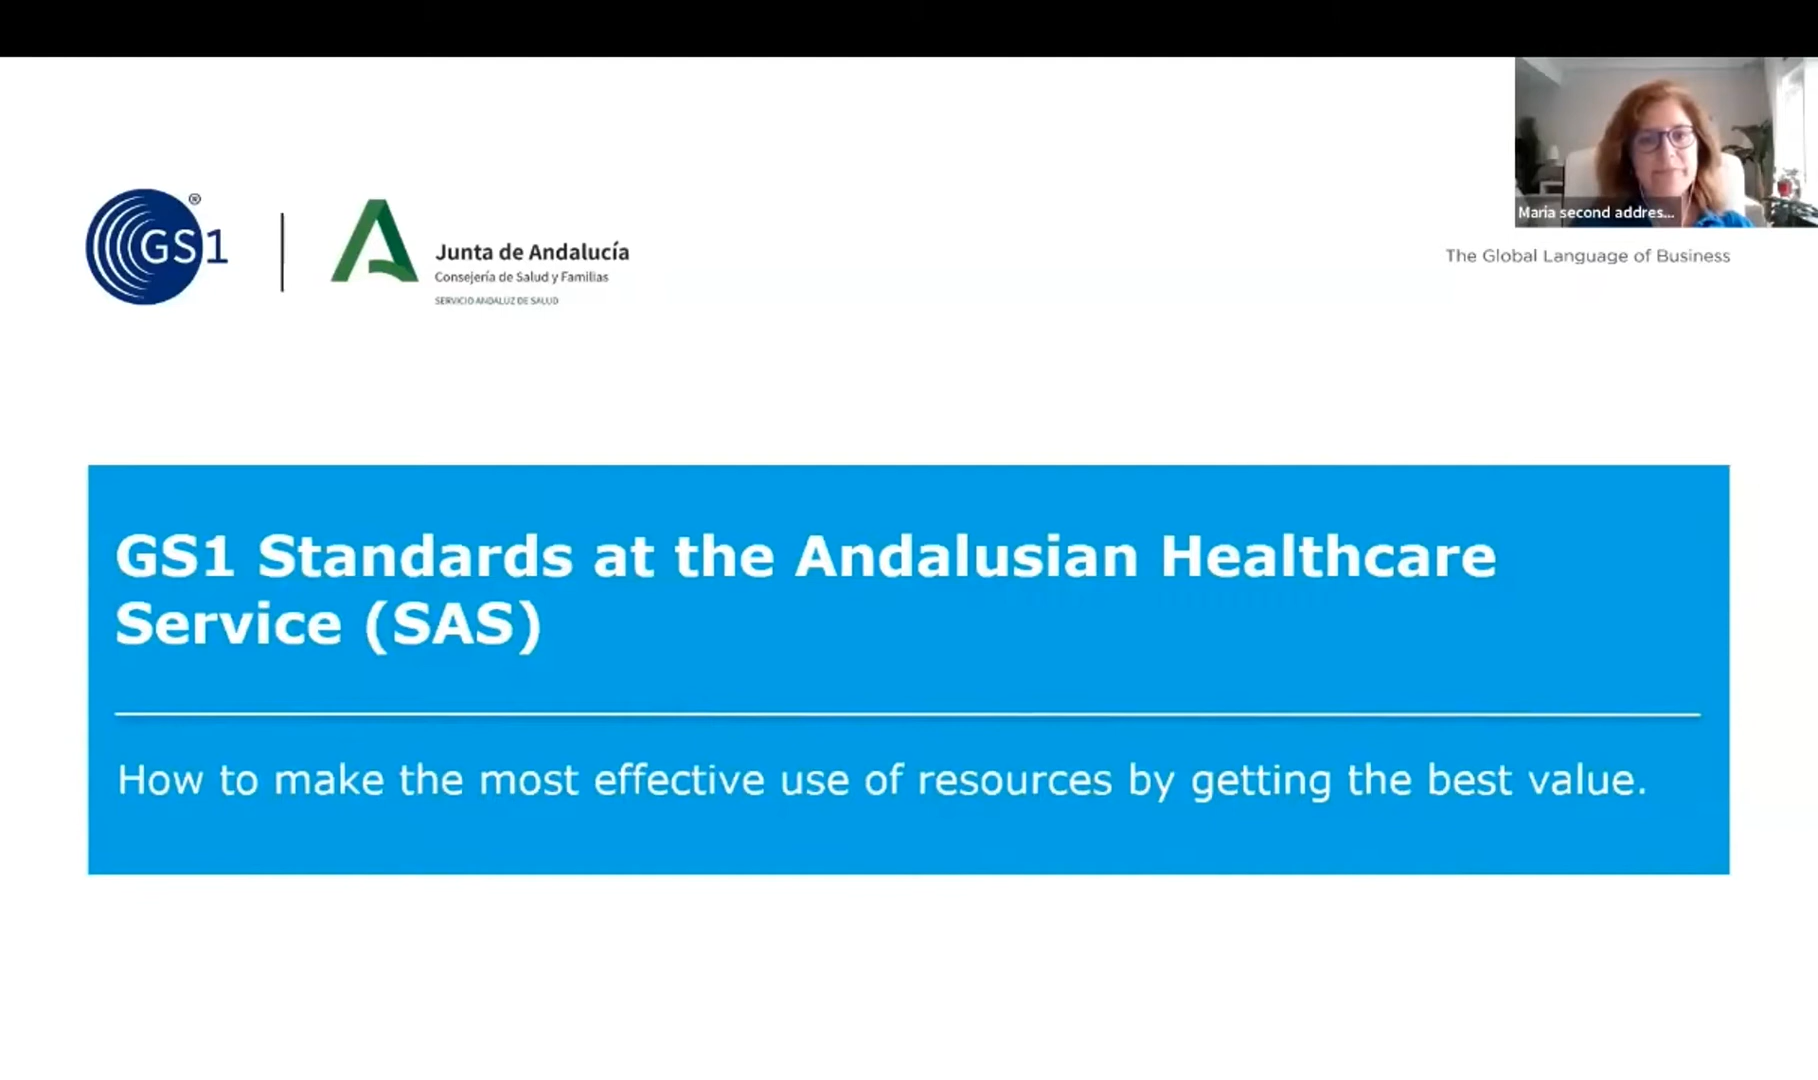 GS1®
Junta de Andalucía
Consejería de Salud y Familias
SERVICIO ANDALUZ DE SALUD
Maria second addres...
The Global Language of Business
GS1 Standards at the Andalusian Healthcare
Service (SAS)
How to make the most effective use of resources by getting the best value.